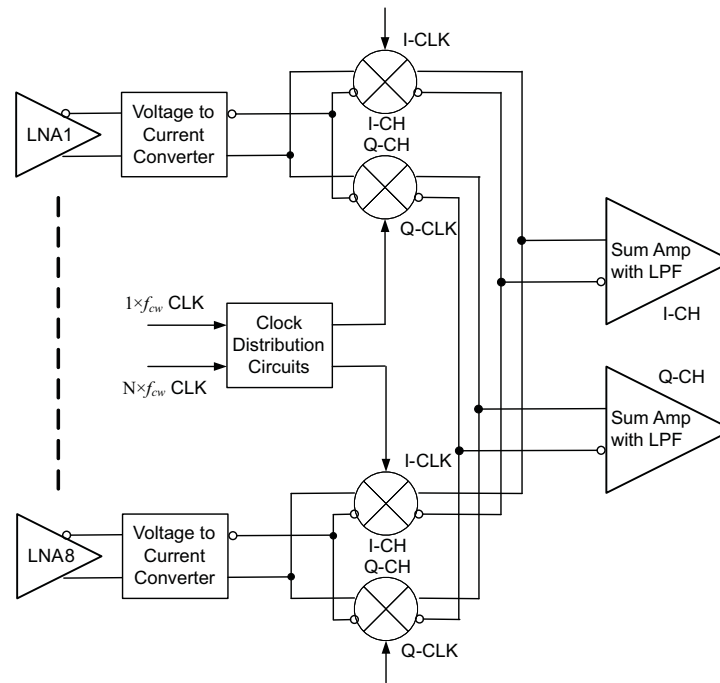 I-CLK
LNA1
Voltage to
Current
Converter
I-CH
Q-CH
Q-CLK
Sum Amp
with LPF
I-CH
1×fcw CLK
Clock
Distribution
Circuits
N×fcw CLK
Q-CH
Sum Amp
with LPF
I-CLK
LNA8
Voltage to
Current
Converter
I-CH
Q-CH
Q-CLK